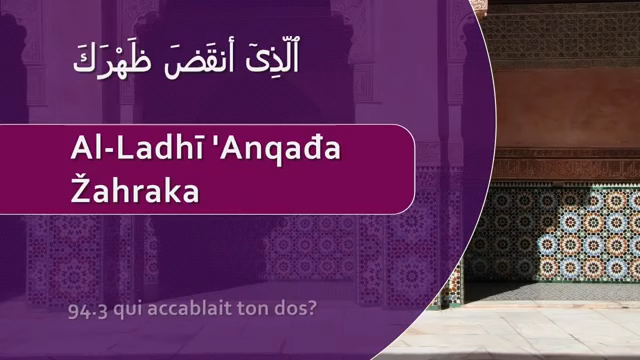 ٱلَّذِىٓ أَنقَضَ ظَهْرَكَ
Al-Ladhī 'Anqađa
Žahraka
94.3 qui accablait ton dos?